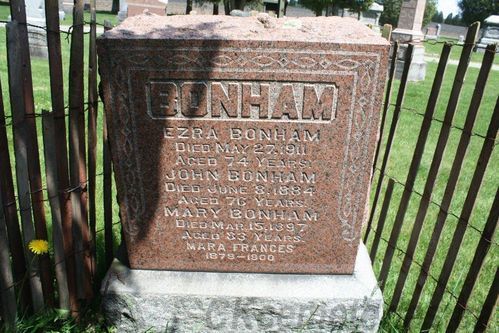 BONHAM
EZRA BONHAM
DIED MAY 27, 1911
AGED 74 YEARS.
JOHN BONHAM
DIED JUNE 8, 1884
AGED 76 YEARS.
MARY BONHAM
DIED MAR. 15, 1897
AGED 83 YEARS.
MARA FRANCES
1879-1900